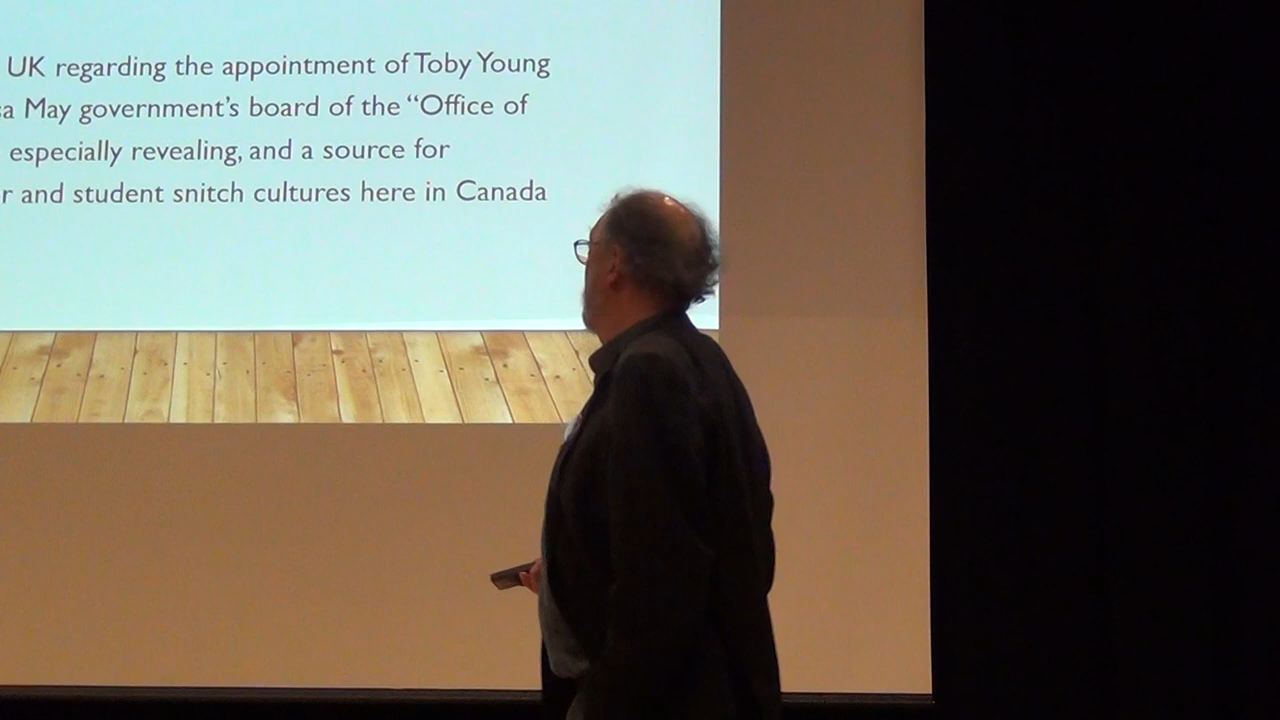 UK regarding the appointment of Toby Young
sa May government's board of the “Office of
especially revealing, and a source for
r and student snitch cultures here in Canada